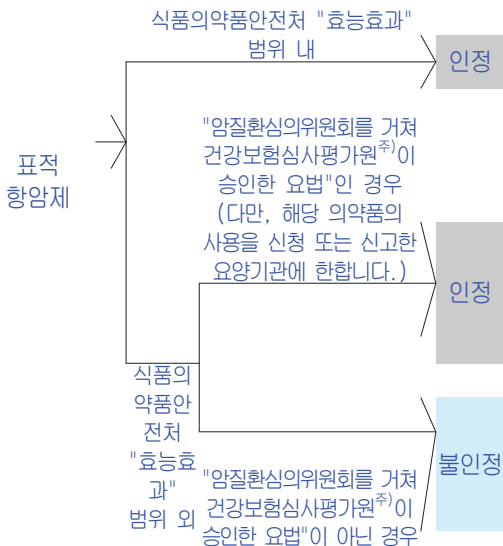 식품의약품안전처 "효능효과"
범위 내
인정
표적
항암제
"암질환심의위원회를 거쳐
건강보험심사평가원주)이
승인한 요법"인 경우
(다만, 해당 의약품의
사용을 신청 또는 신고한
요양기관에 한합니다.)
인정
식품의
약품안
전처
"효능효
과"
범위 외
"암질환심의위원회를 거쳐
건강보험심사평가원주)이
승인한 요법"이 아닌 경우
불인정